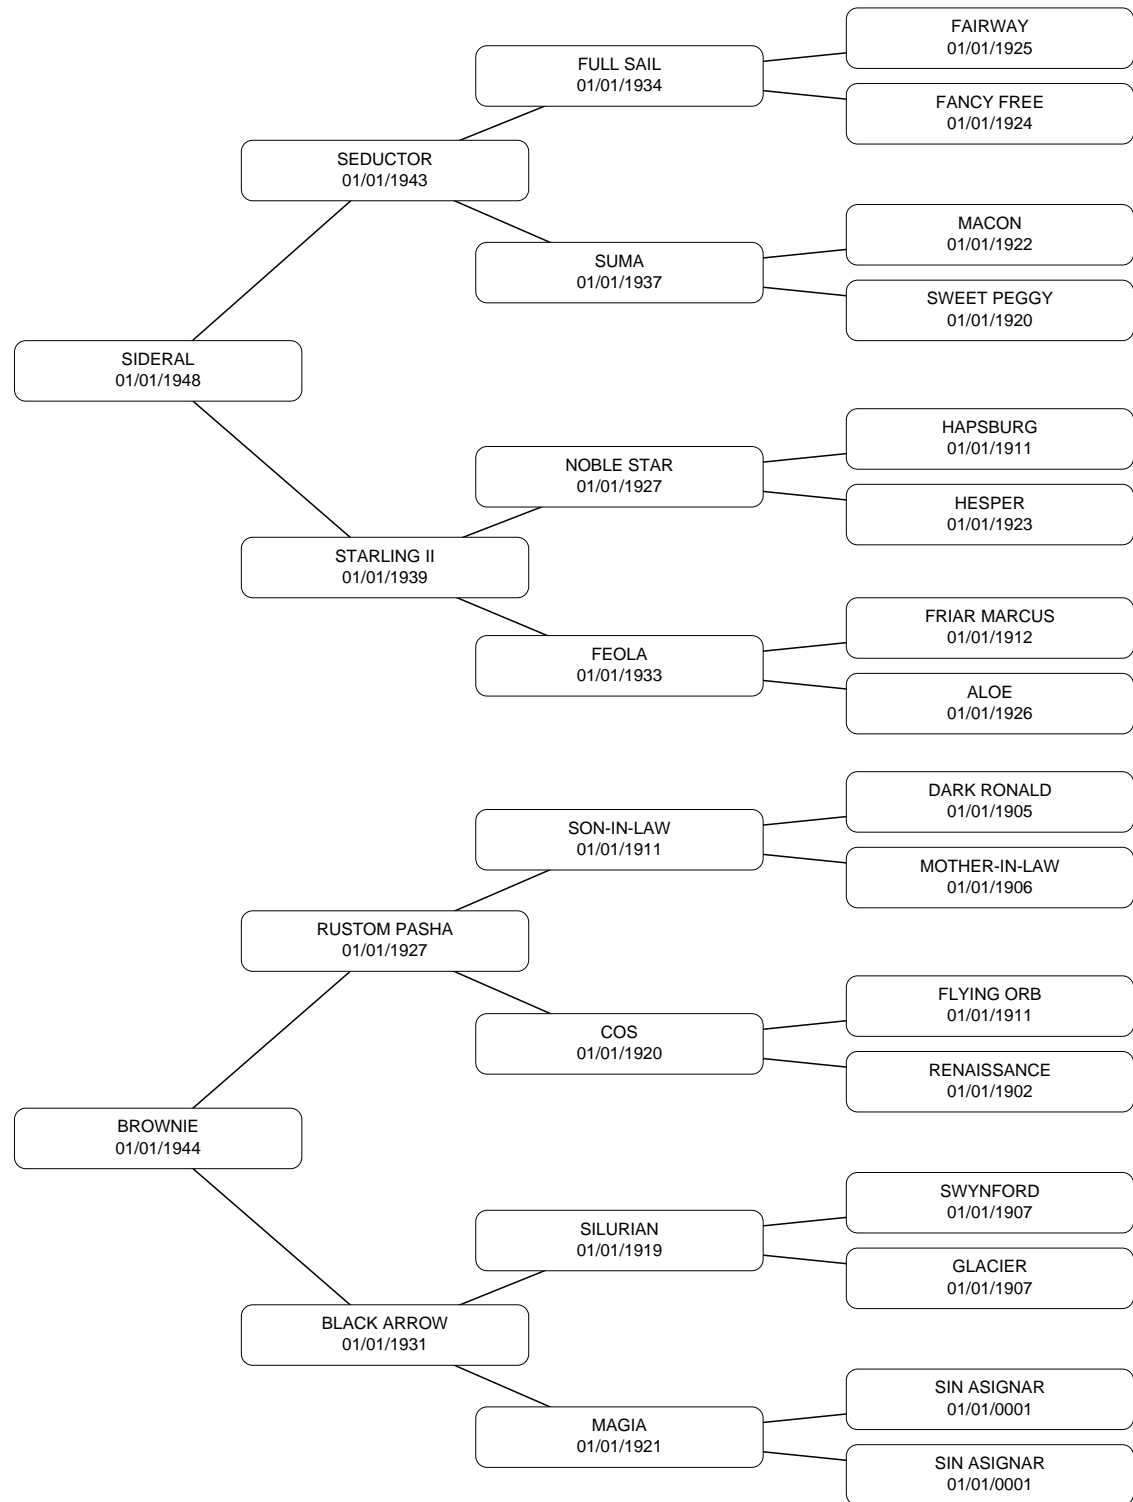 FAIRWAY
01/01/1925
FULL SAIL
01/01/1934
FANCY FREE
01/01/1924
SEDUCTOR
01/01/1943
MACON
01/01/1922
SUMA
01/01/1937
SWEET PEGGY
01/01/1920
SIDERAL
01/01/1948
HAPSBURG
01/01/1911
NOBLE STAR
01/01/1927
HESPER
01/01/1923
STARLING II
01/01/1939
FRIAR MARCUS
01/01/1912
FEOLA
01/01/1933
ALOE
01/01/1926
DARK RONALD
01/01/1905
SON-IN-LAW
01/01/1911
MOTHER-IN-LAW
01/01/1906
RUSTOM PASHA
01/01/1927
FLYING ORB
01/01/1911
COS
01/01/1920
RENAISSANCE
01/01/1902
BROWNIE
01/01/1944
SWYNFORD
01/01/1907
SILURIAN
01/01/1919
GLACIER
01/01/1907
BLACK ARROW
01/01/1931
SIN ASIGNAR
01/01/0001
MAGIA
01/01/1921
SIN ASIGNAR
01/01/0001